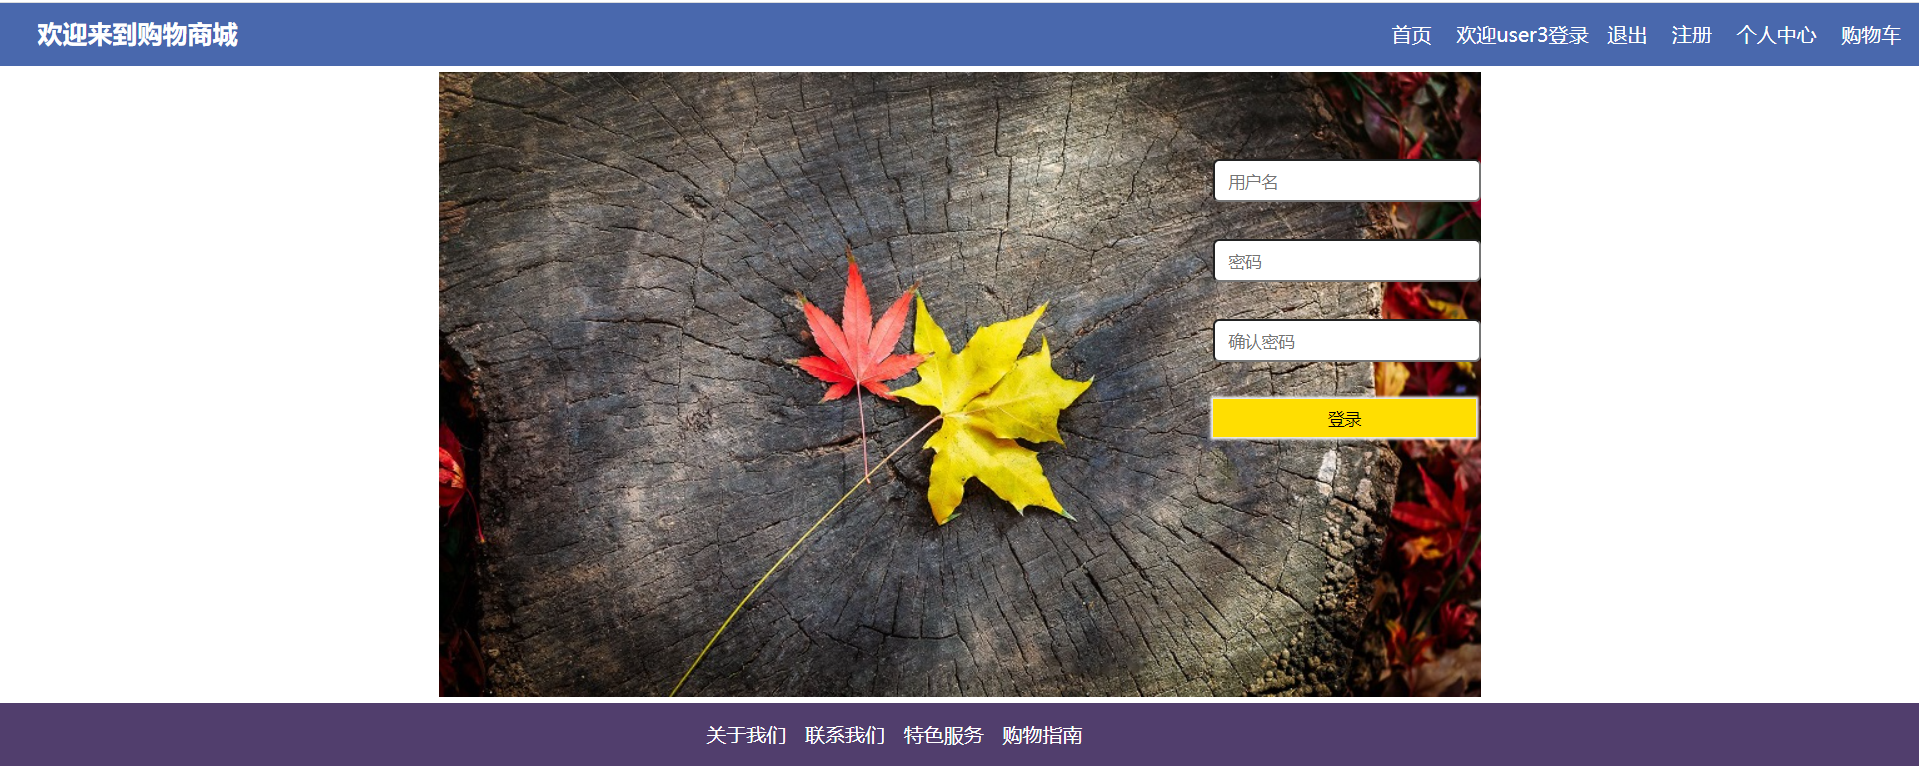 欢迎来到购物商城 首页 欢迎user3登录 退出 注册 个人中心 购物车
用户名
密码
确认密码
登录
关于我们 联系我们 特色服务 购物指南